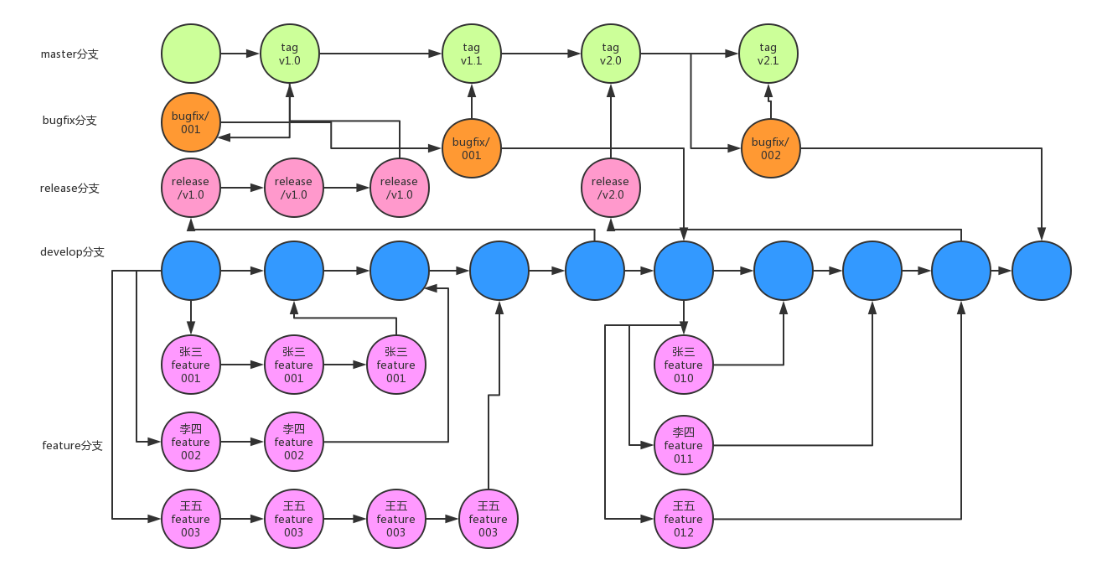 master分支
tag
v1.0
tag
v1.1
tag
v2.0
tag
v2.1
bugfix分支
bugfix/
001
bugfix/
001
bugfix/
002
release分支
release
/v1.0
release
/v1.0
release
/v1.0
release
/v2.0
develop分支
张三
feature
001
张三
feature
001
张三
feature
001
张三
feature
010
feature分支
李四
feature
002
李四
feature
002
李四
feature
011
王五
feature
003
王五
feature
003
王五
feature
003
王五
feature
003
王五
feature
012